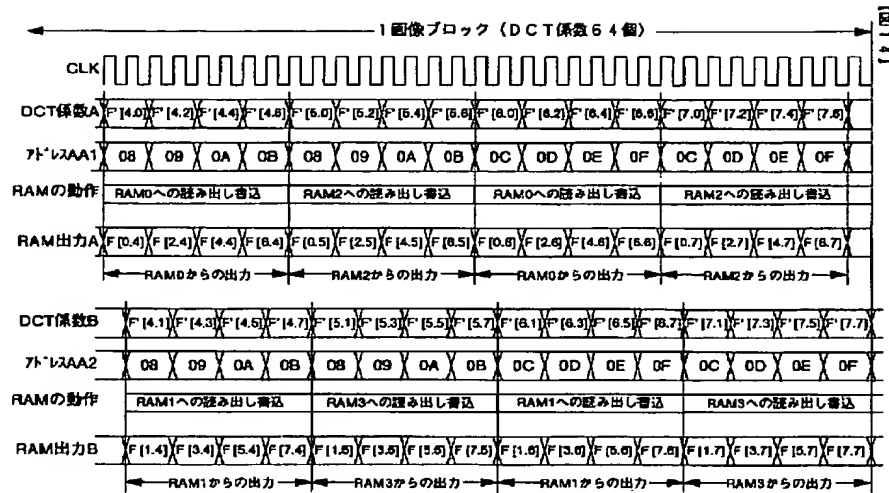 1画像ブロック(DCT係数64個)
【図14】
CLK
DCT係数A F'[4.0] F'[4.2] F'[4.4] F'[4.6] F'[5.0] F'[5.2] F'[5.4] F'[5.6] F'[6.0] F'[6.2] F'[6.4] F'[6.6] F'[7.0] F'[7.2] F'[7.4] F'[7.6]
ｱﾄﾞﾚｽAA1 08 09 0A 0B 08 09 0A 0B 0C 0D 0E 0F 0C 0D 0E 0F
RAMの動作 RAM0への読み出し書込 RAM2への読み出し書込 RAM0への読み出し書込 RAM2への読み出し書込
RAM出力A F[0.4] F[2.4] F[4.4] F[6.4] F[0.5] F[2.5] F[4.5] F[6.5] F[0.6] F[2.6] F[4.6] F[6.6] F[0.7] F[2.7] F[4.7] F[6.7]
RAM0からの出力 RAM2からの出力 RAM0からの出力 RAM2からの出力
DCT係数B F'[4.1] F'[4.3] F'[4.5] F'[4.7] F'[5.1] F'[5.3] F'[5.5] F'[5.7] F'[6.1] F'[6.3] F'[6.5] F'[6.7] F'[7.1] F'[7.3] F'[7.5] F'[7.7]
ｱﾄﾞﾚｽAA2 08 09 0A 0B 08 09 0A 0B 0C 0D 0E 0F 0C 0D 0E 0F
RAMの動作 RAM1への読み出し書込 RAM3への読み出し書込 RAM1への読み出し書込 RAM3への読み出し書込
RAM出力B F[1.4] F[3.4] F[5.4] F[7.4] F[1.5] F[3.5] F[5.5] F[7.5] F[1.6] F[3.6] F[5.6] F[7.6] F[1.7] F[3.7] F[5.7] F[7.7]
RAM1からの出力 RAM3からの出力 RAM1からの出力 RAM3からの出力